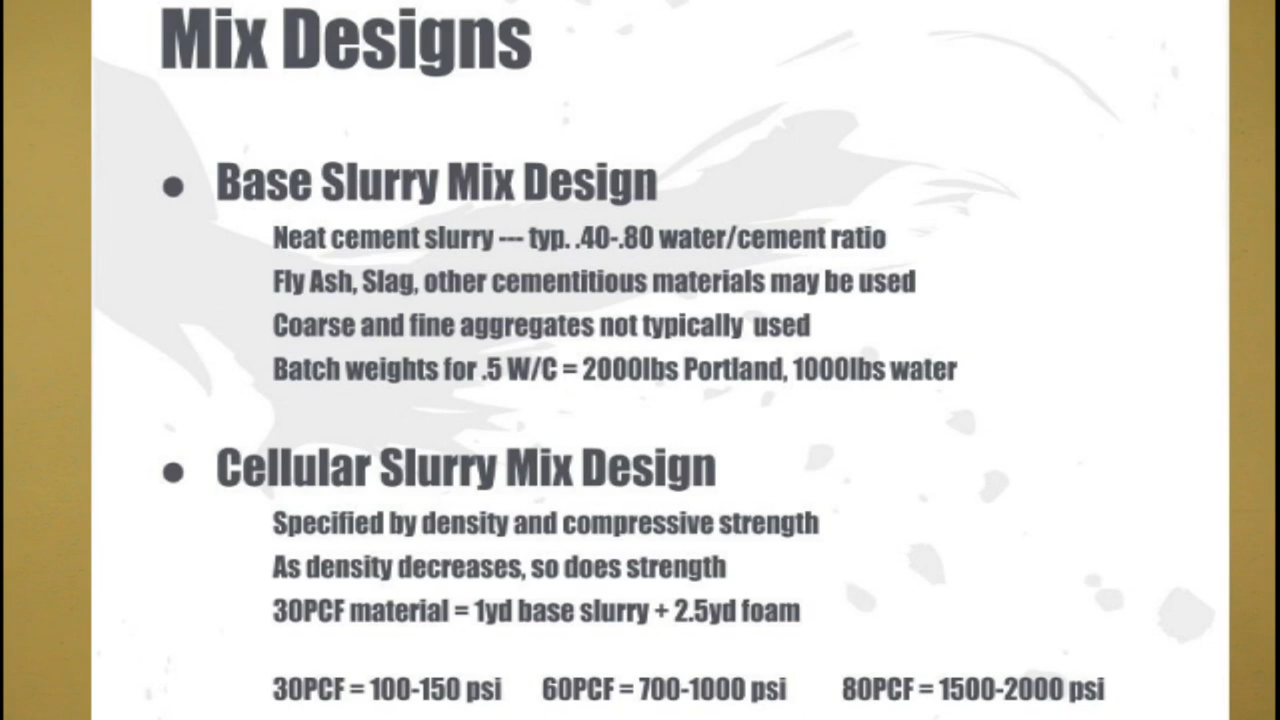 Mix Designs
● Base Slurry Mix Design
Neat cement slurry --- typ. .40-.80 water/cement ratio
Fly Ash, Slag, other cementitious materials may be used
Coarse and fine aggregates not typically used
Batch weights for .5 W/C = 2000lbs Portland, 1000lbs water
● Cellular Slurry Mix Design
Specified by density and compressive strength
As density decreases, so does strength
30PCF material = 1yd base slurry + 2.5yd foam
30PCF = 100-150 psi 60PCF = 700-1000 psi 80PCF = 1500-2000 psi